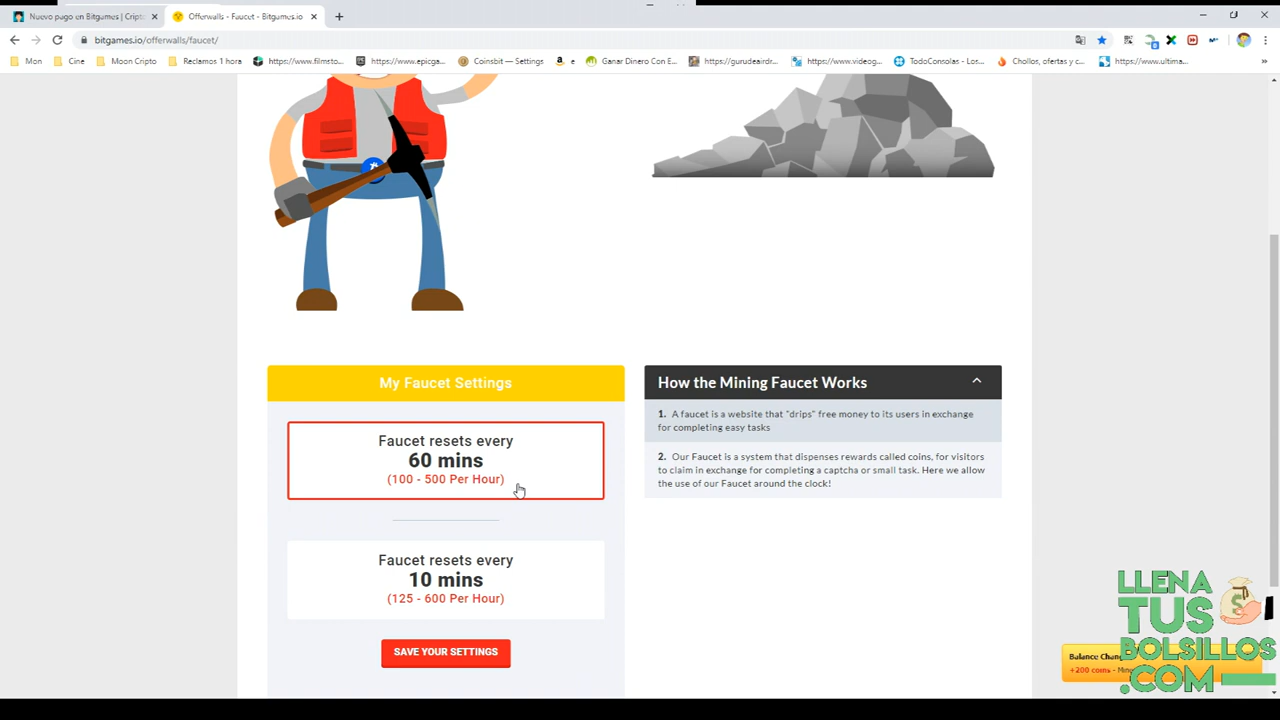 Nuevo pago en Bitgames | Cripto
Offerwalls - Faucet - Bitgames.io
bitgames.io/offerwalls/faucet/
Mon
Cine
Moon Cripto
Reclamos 1 hora
https://www.filmsto...
https://www.epicga...
Coinsbit — Settings
e
Ganar Dinero Con E...
https://gurudeairdr...
https://www.videog...
TodoConsolas - Los...
Chollos, ofertas y c...
https://www.ultima...
»
My Faucet Settings
Faucet resets every
60 mins
(100 - 500 Per Hour)
Faucet resets every
10 mins
(125 - 600 Per Hour)
SAVE YOUR SETTINGS
How the Mining Faucet Works
1. A faucet is a website that "drips" free money to its users in exchange
for completing easy tasks
2. Our Faucet is a system that dispenses rewards called coins, for visitors
to claim in exchange for completing a captcha or small task. Here we allow
the use of our Faucet around the clock!
LLENA
TUS
BOLSILLOS
.COM
Balance
+200 coins -